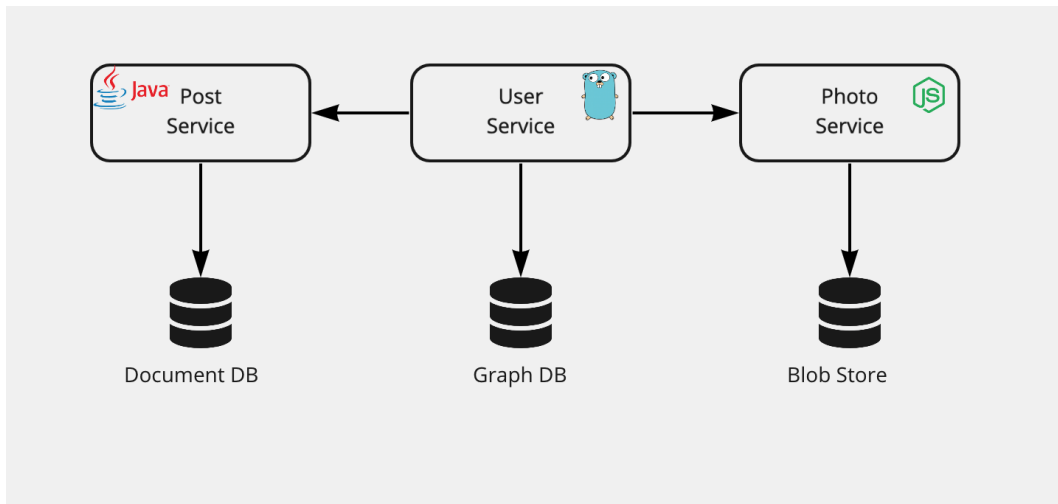 Java
Post
Service
User
Service
Photo
Service
JS
Document DB
Graph DB
Blob Store